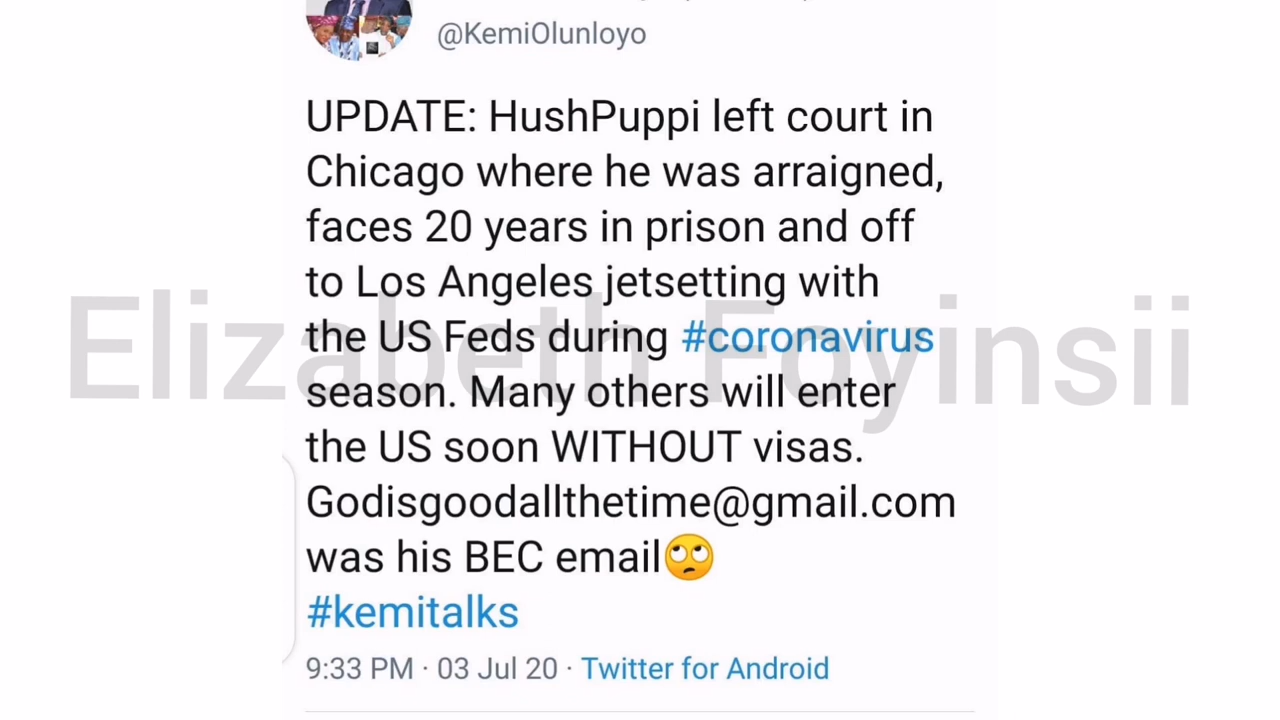 @KemiOlunloyo
UPDATE: HushPuppi left court in
Chicago where he was arraigned,
faces 20 years in prison and off
to Los Angeles jetsetting with
the US Feds during #coronavirus
season. Many others will enter
the US soon WITHOUT visas.
Godisgoodallthetime@gmail.com
was his BEC email🙄
#kemitalks
9:33 PM · 03 Jul 20 · Twitter for Android
Elizabeth Foyinsii